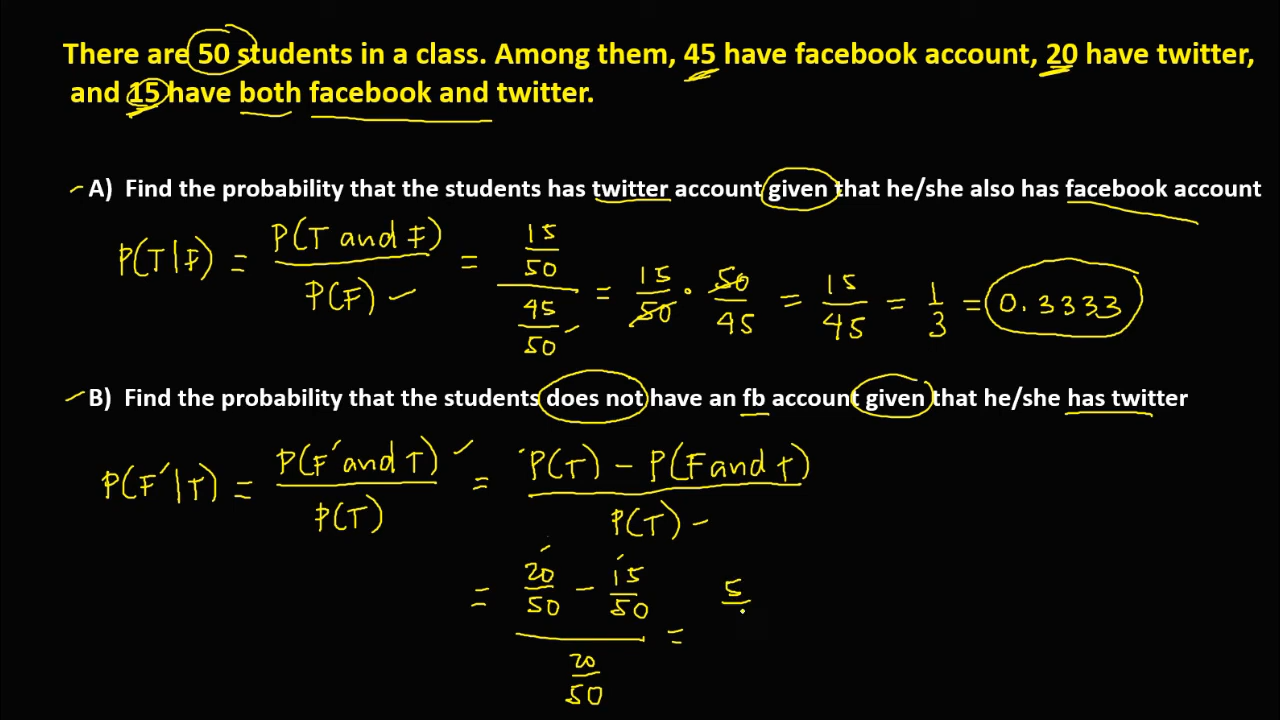 There are 50 students in a class. Among them, 45 have facebook account, 20 have twitter,
and 15 have both facebook and twitter.
A) Find the probability that the students has twitter account given that he/she also has facebook account
P(T|F) = P(T and F) / P(F) = (15/50) / (45/50) = 15/50 · 50/45 = 15/45 = 1/3 = 0.3333
B) Find the probability that the students does not have an fb account given that he/she has twitter
P(F′|T) = P(F′ and T) / P(T) = (P(T) − P(F and T)) / P(T)
= (20/50 − 15/50) / (20/50) = 5